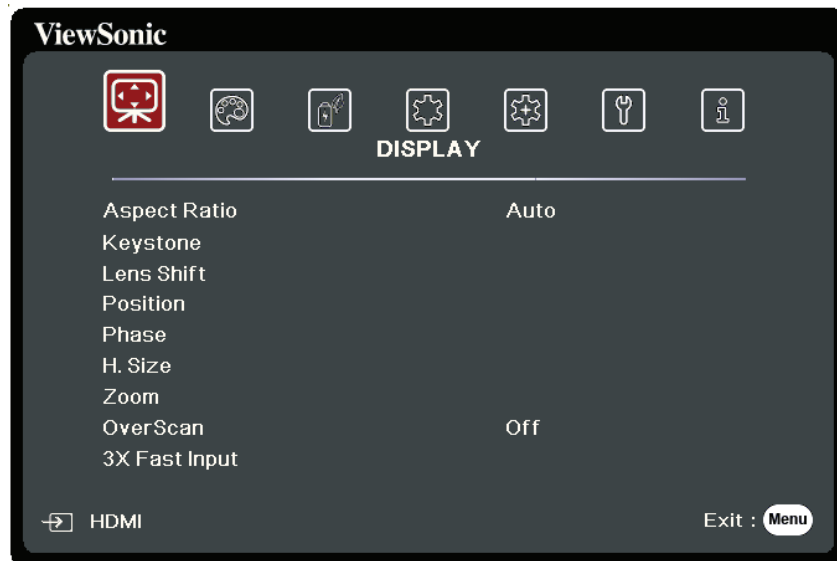 ViewSonic
DISPLAY
Aspect Ratio Auto
Keystone
Lens Shift
Position
Phase
H. Size
Zoom
OverScan Off
3X Fast Input
HDMI Exit : Menu